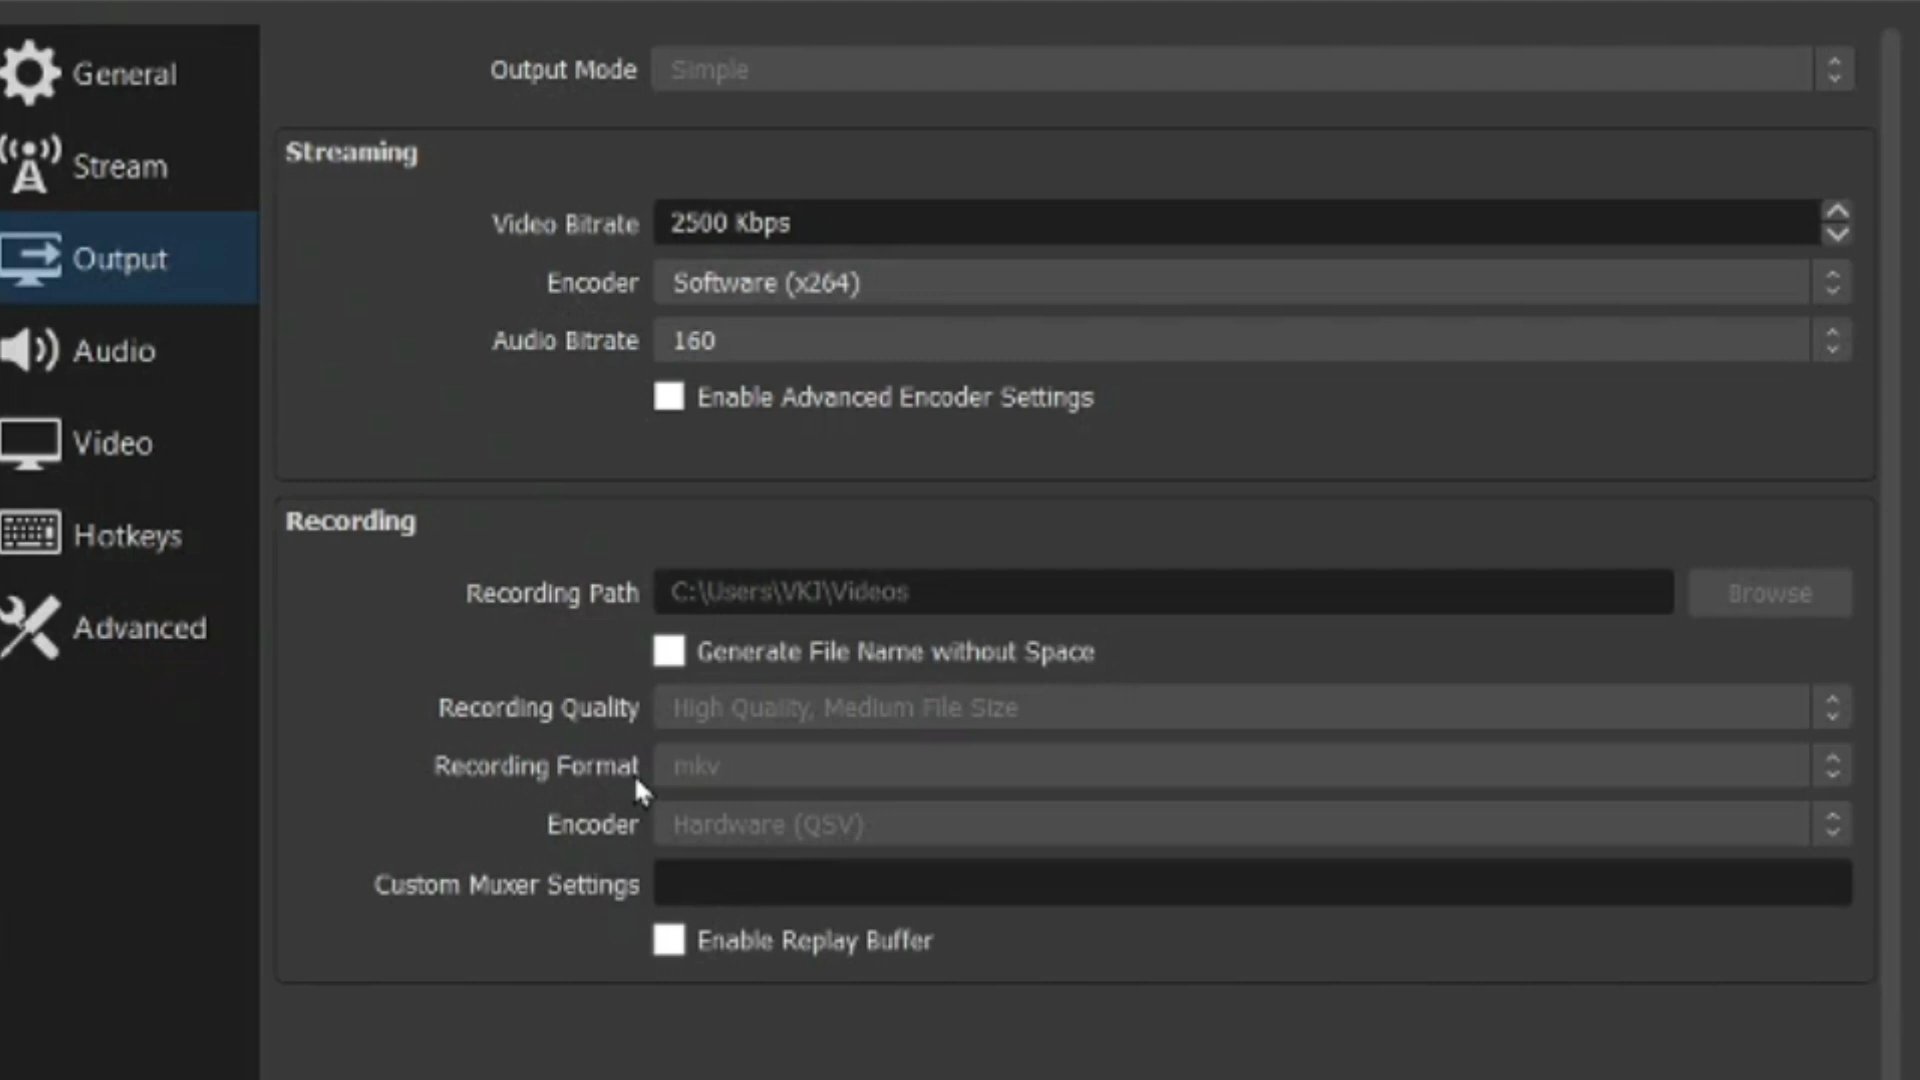 General
Stream
Output
Audio
Video
Hotkeys
Advanced
Output Mode Simple
Streaming
Video Bitrate 2500 Kbps
Encoder Software (x264)
Audio Bitrate 160
Enable Advanced Encoder Settings
Recording
Recording Path C:\Users\VKJ\Videos Browse
Generate File Name without Space
Recording Quality High Quality, Medium File Size
Recording Format mkv
Encoder Hardware (QSV)
Custom Muxer Settings
Enable Replay Buffer